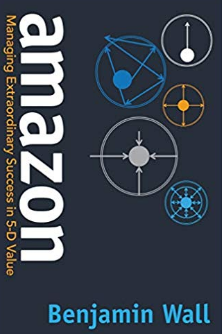 amazon
Managing Extraordinary Success in 5-D Value
Benjamin Wall